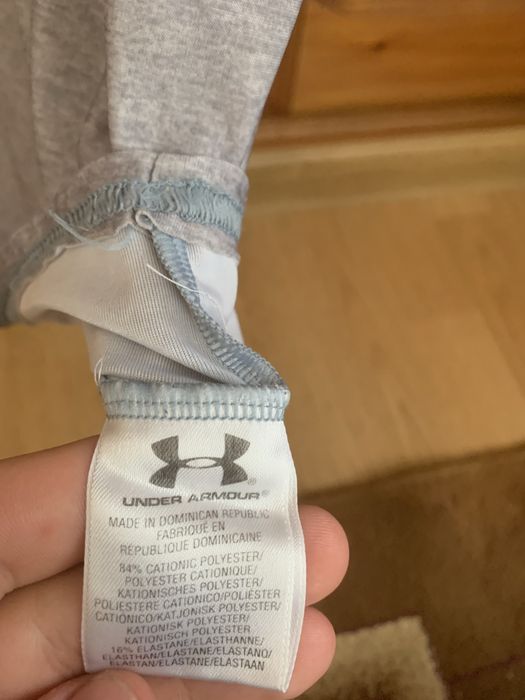 UNDER ARMOUR®
MADE IN DOMINICAN REPUBLIC
FABRIQUÉ EN
RÉPUBLIQUE DOMINICAINE
84% CATIONIC POLYESTER/
POLYESTER CATIONIQUE/
KATIONISCHES POLYESTER/
POLIESTERE CATIONICO/POLIÉSTER
CATIÓNICO/KATJONISK POLYESTER/
KATIONISK POLYESTER/
KATIONISCH POLYESTER
16% ELASTANE/ELASTHANNE/
ELASTHAN/ELASTANE/ELASTANO/
ELASTAN/ELASTANE/ELASTAAN